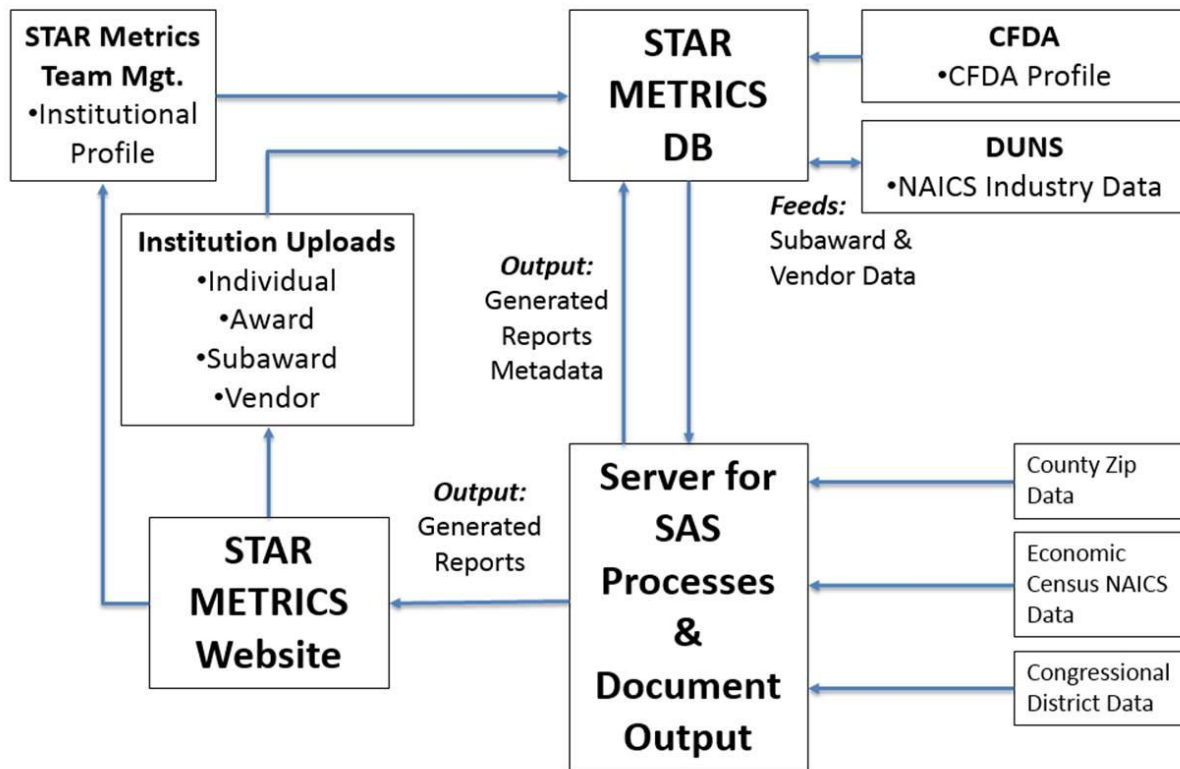 STAR Metrics
Team Mgt.
•Institutional
Profile
STAR
METRICS
DB
CFDA
•CFDA Profile
DUNS
•NAICS Industry Data
Feeds:
Subaward &
Vendor Data
Institution Uploads
•Individual
•Award
•Subaward
•Vendor
Output:
Generated
Reports
Metadata
Output:
Generated
Reports
STAR
METRICS
Website
Server for
SAS
Processes
&
Document
Output
County Zip
Data
Economic
Census NAICS
Data
Congressional
District Data